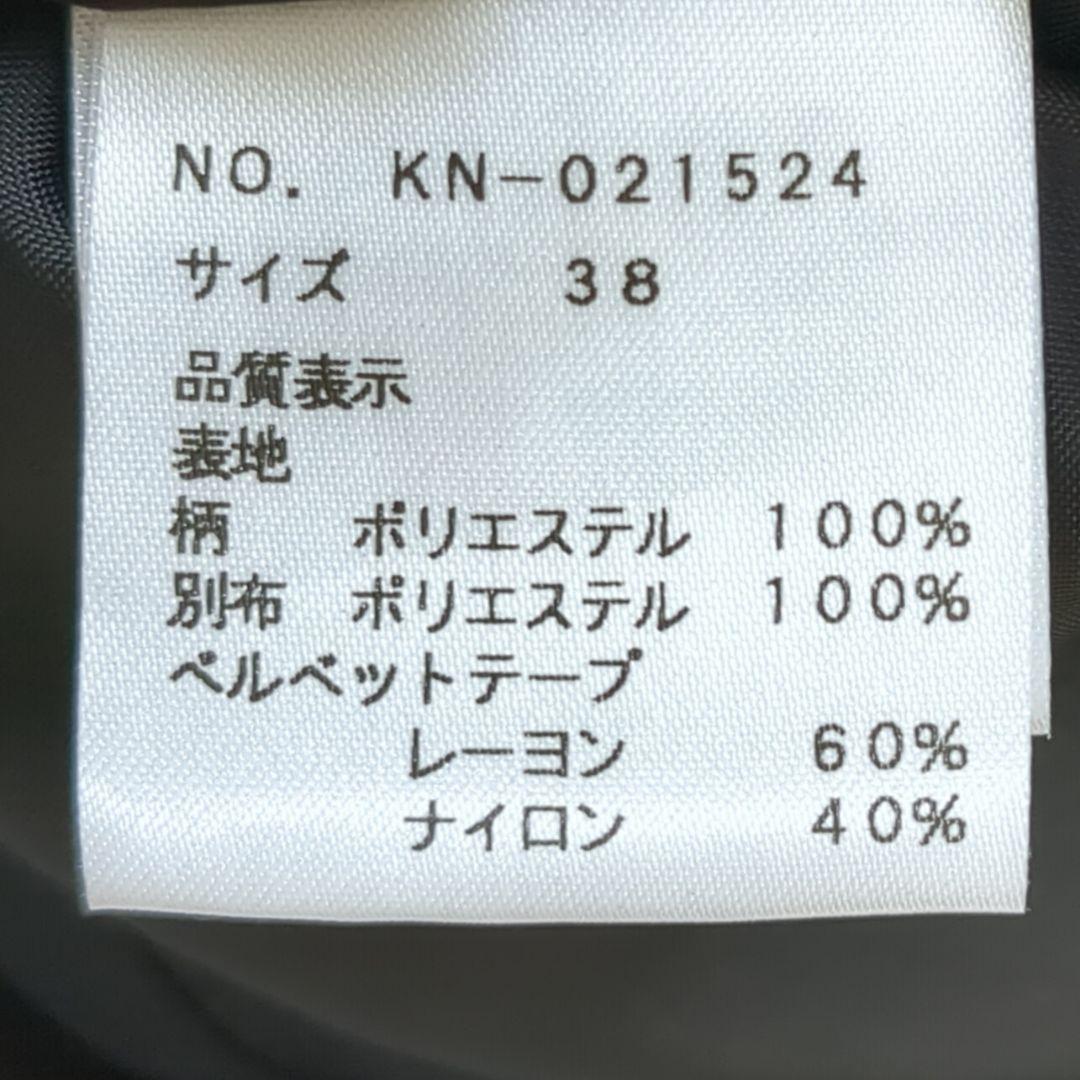 NO. KN-021524
サイズ 38
品質表示
表地
柄 ポリエステル 100%
別布 ポリエステル 100%
ベルベットテープ
レーヨン 60%
ナイロン 40%